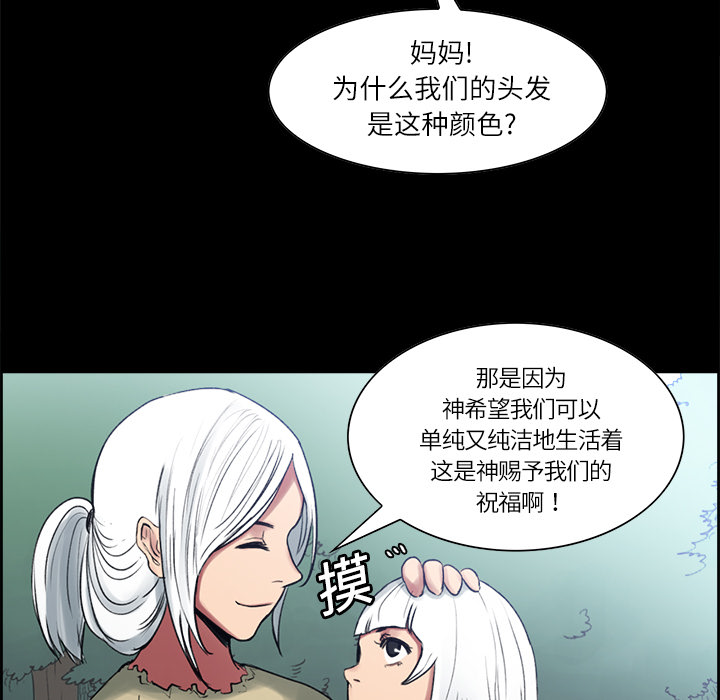 妈妈!
为什么我们的头发
是这种颜色?
那是因为
神希望我们可以
单纯又纯洁地生活着
这是神赐予我们的
祝福啊！
摸…